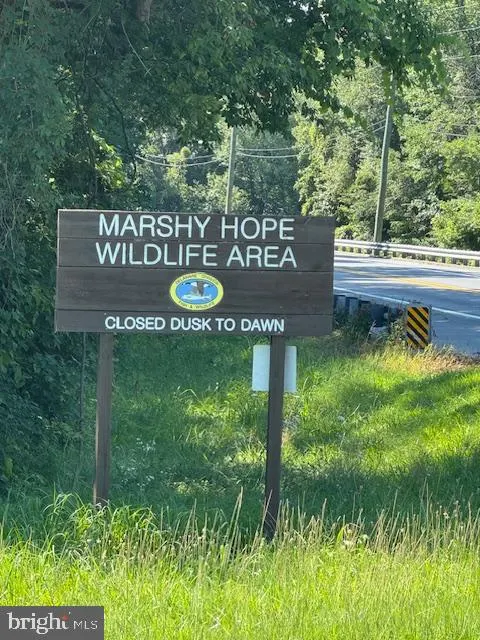 MARSHY HOPE
WILDLIFE AREA
CLOSED DUSK TO DAWN
bright MLS